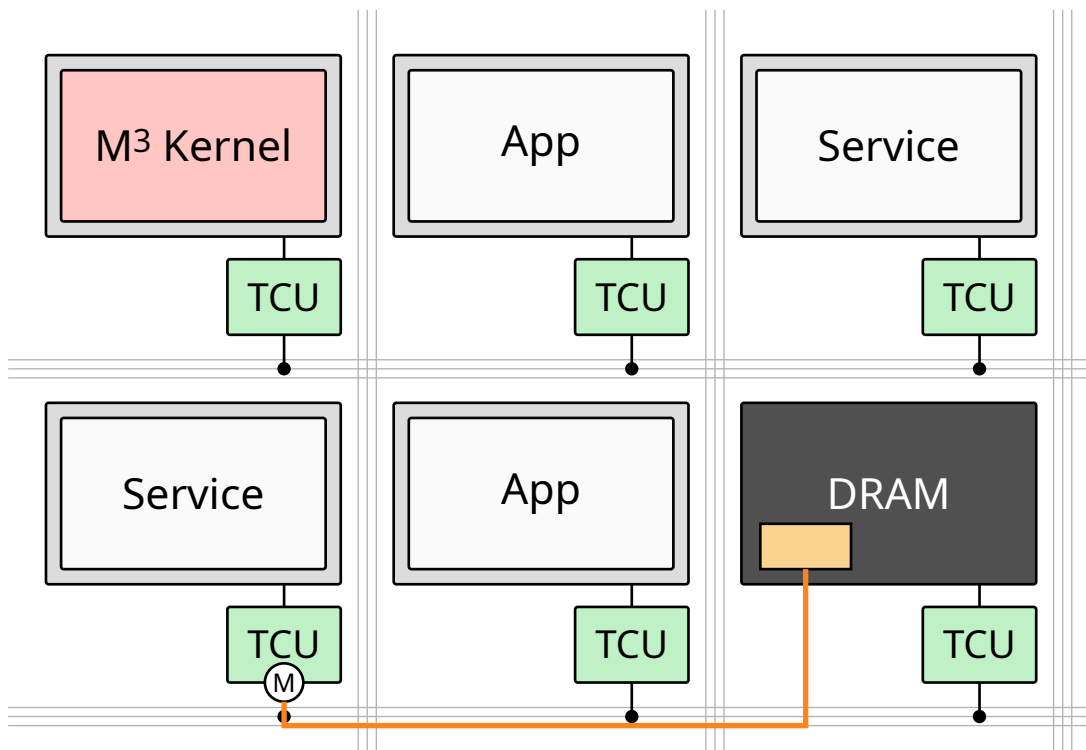 M³ Kernel
App
Service
TCU
TCU
TCU
Service
App
DRAM
TCU
TCU
TCU
M